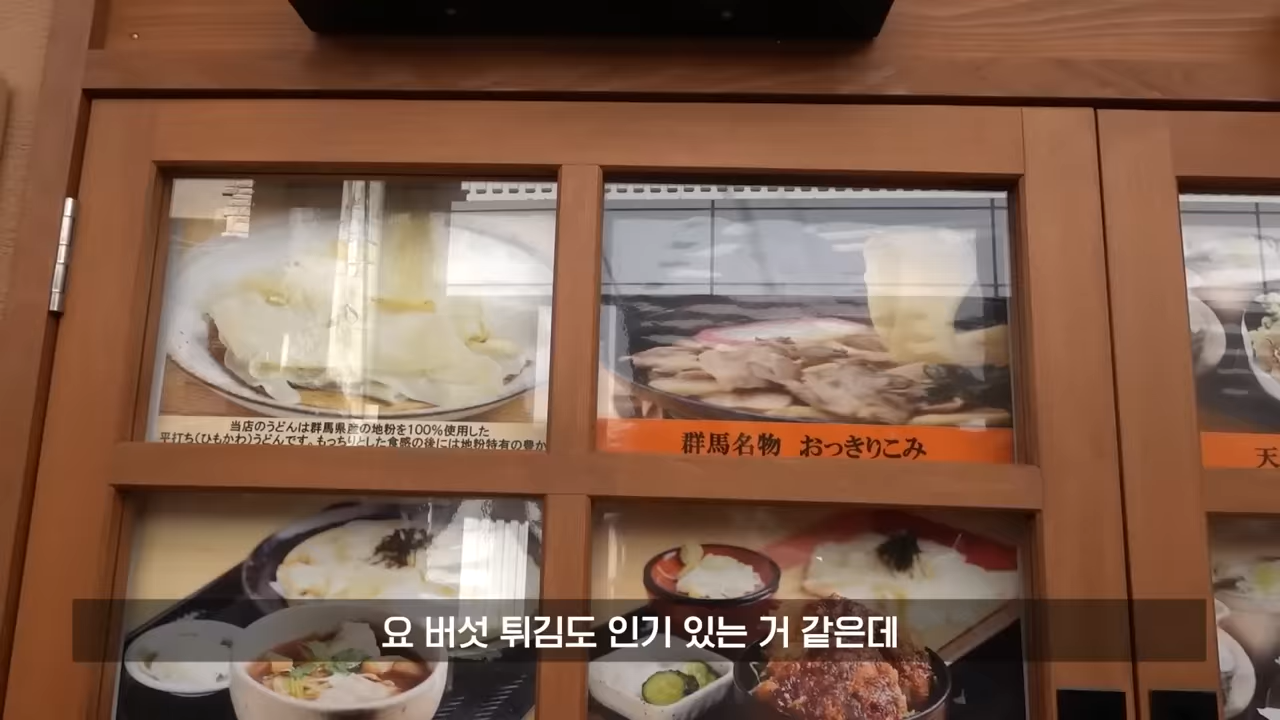 当店のうどんは群馬県産の地粉を100%使用した
平打ち(ひもかわ)うどんです。もっちりとした食感の後には地粉特有の豊か
群馬名物 おっきりこみ
天
요 버섯 튀김도 인기 있는 거 같은데